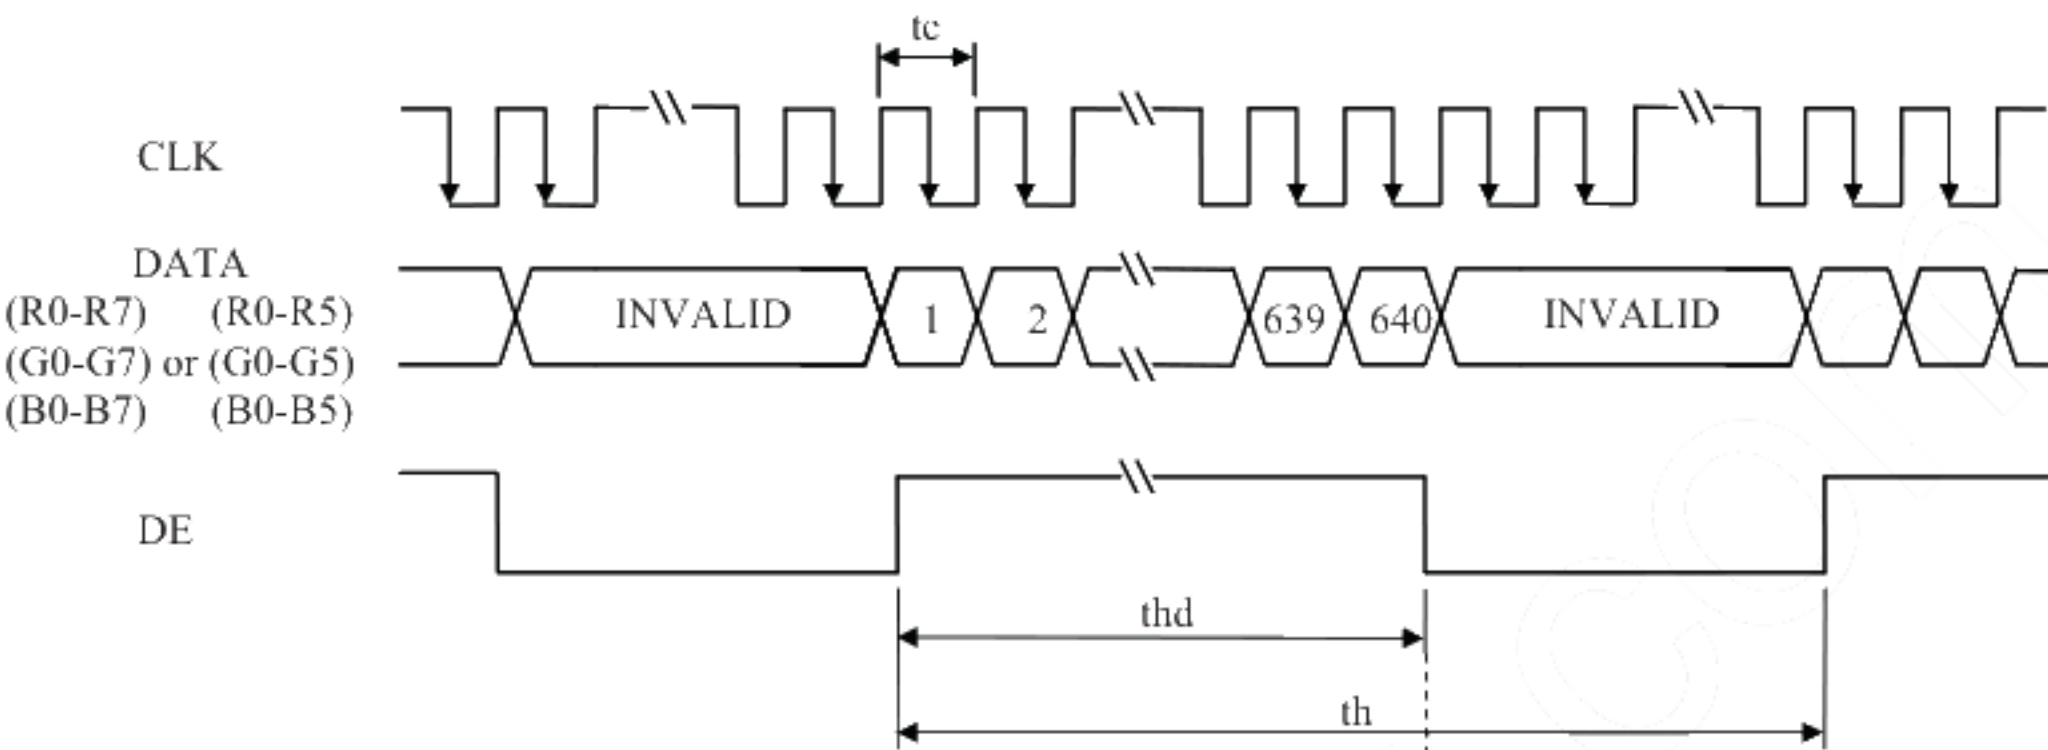 tc
CLK
DATA
(R0-R7) (R0-R5)
(G0-G7) or (G0-G5)
(B0-B7) (B0-B5)
INVALID 1 2 639 640 INVALID
DE
thd
th